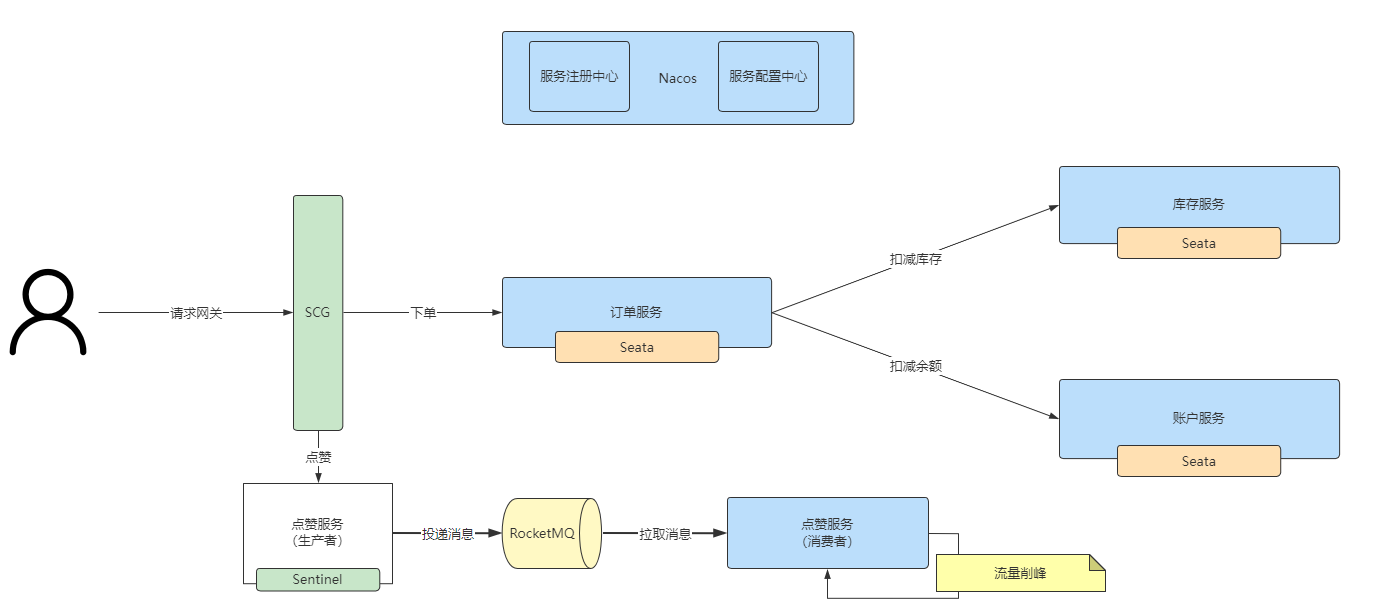 服务注册中心
Nacos
服务配置中心
库存服务
Seata
扣减库存
请求网关
SCG
下单
订单服务
Seata
扣减余额
账户服务
Seata
点赞
点赞服务
（生产者）
Sentinel
投递消息
RocketMQ
拉取消息
点赞服务
（消费者）
流量削峰